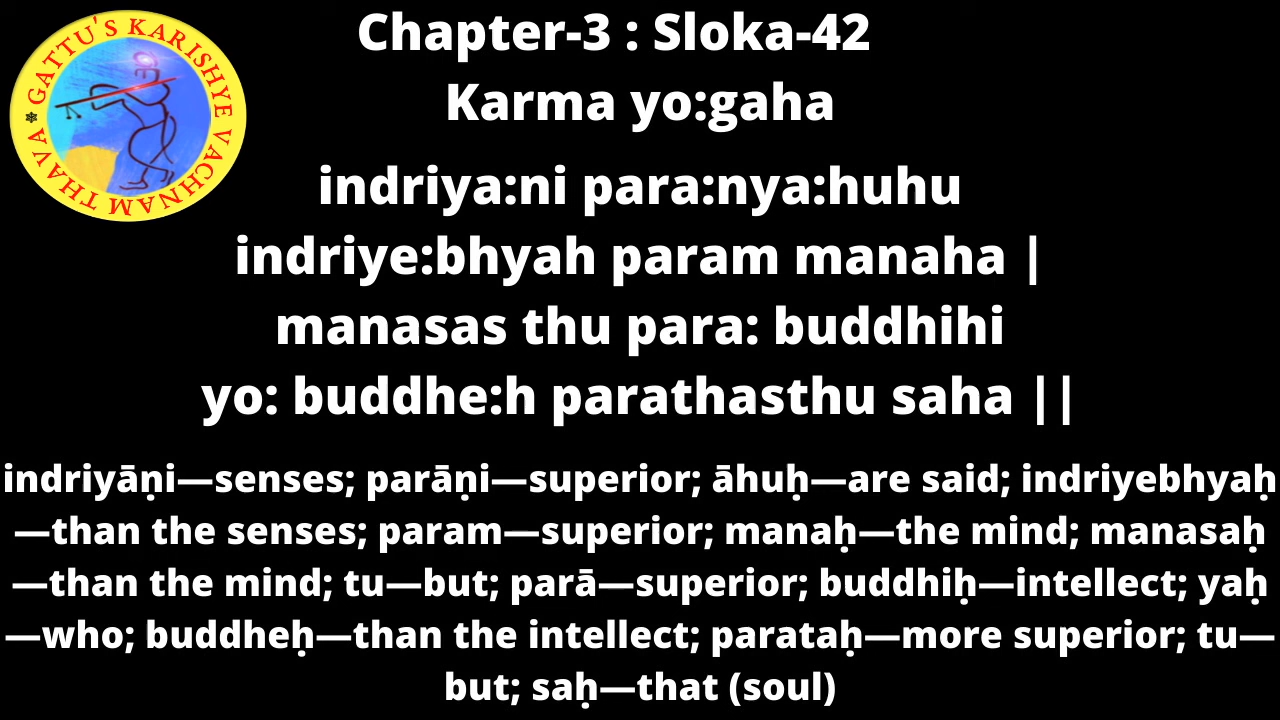 GATTU'S KARISHYE VACHNAM THAVA
Chapter-3 : Sloka-42
Karma yo:gaha
indriya:ni para:nya:huhu
indriye:bhyah param manaha |
manasas thu para: buddhihi
yo: buddhe:h parathasthu saha ||
indriyāṇi—senses; parāṇi—superior; āhuḥ—are said; indriyebhyaḥ
—than the senses; param—superior; manaḥ—the mind; manasaḥ
—than the mind; tu—but; parā—superior; buddhiḥ—intellect; yaḥ
—who; buddheḥ—than the intellect; parataḥ—more superior; tu—
but; saḥ—that (soul)